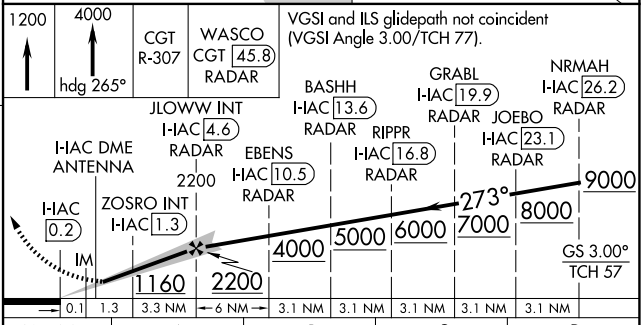 1200
4000
hdg 265°
CGT
R-307
WASCO
CGT 45.8
RADAR
VGSI and ILS glidepath not coincident
(VGSI Angle 3.00/TCH 77).
NRMAH
I-IAC 26.2
RADAR
GRABL
I-IAC 19.9
RADAR
BASHH
I-IAC 13.6
RADAR
JOEBO
I-IAC 23.1
RADAR
JLOWW INT
I-IAC 4.6
RADAR
2200
RIPPR
I-IAC 16.8
RADAR
EBENS
I-IAC 10.5
RADAR
I-IAC DME
ANTENNA
ZOSRO INT
I-IAC 1.3
I-IAC
0.2
IM
273°
9000
8000
7000
6000
5000
4000
2200
1160
GS 3.00°
TCH 57
0.1 1.3 3.3 NM 6 NM 3.1 NM 3.1 NM 3.1 NM 3.1 NM 3.1 NM